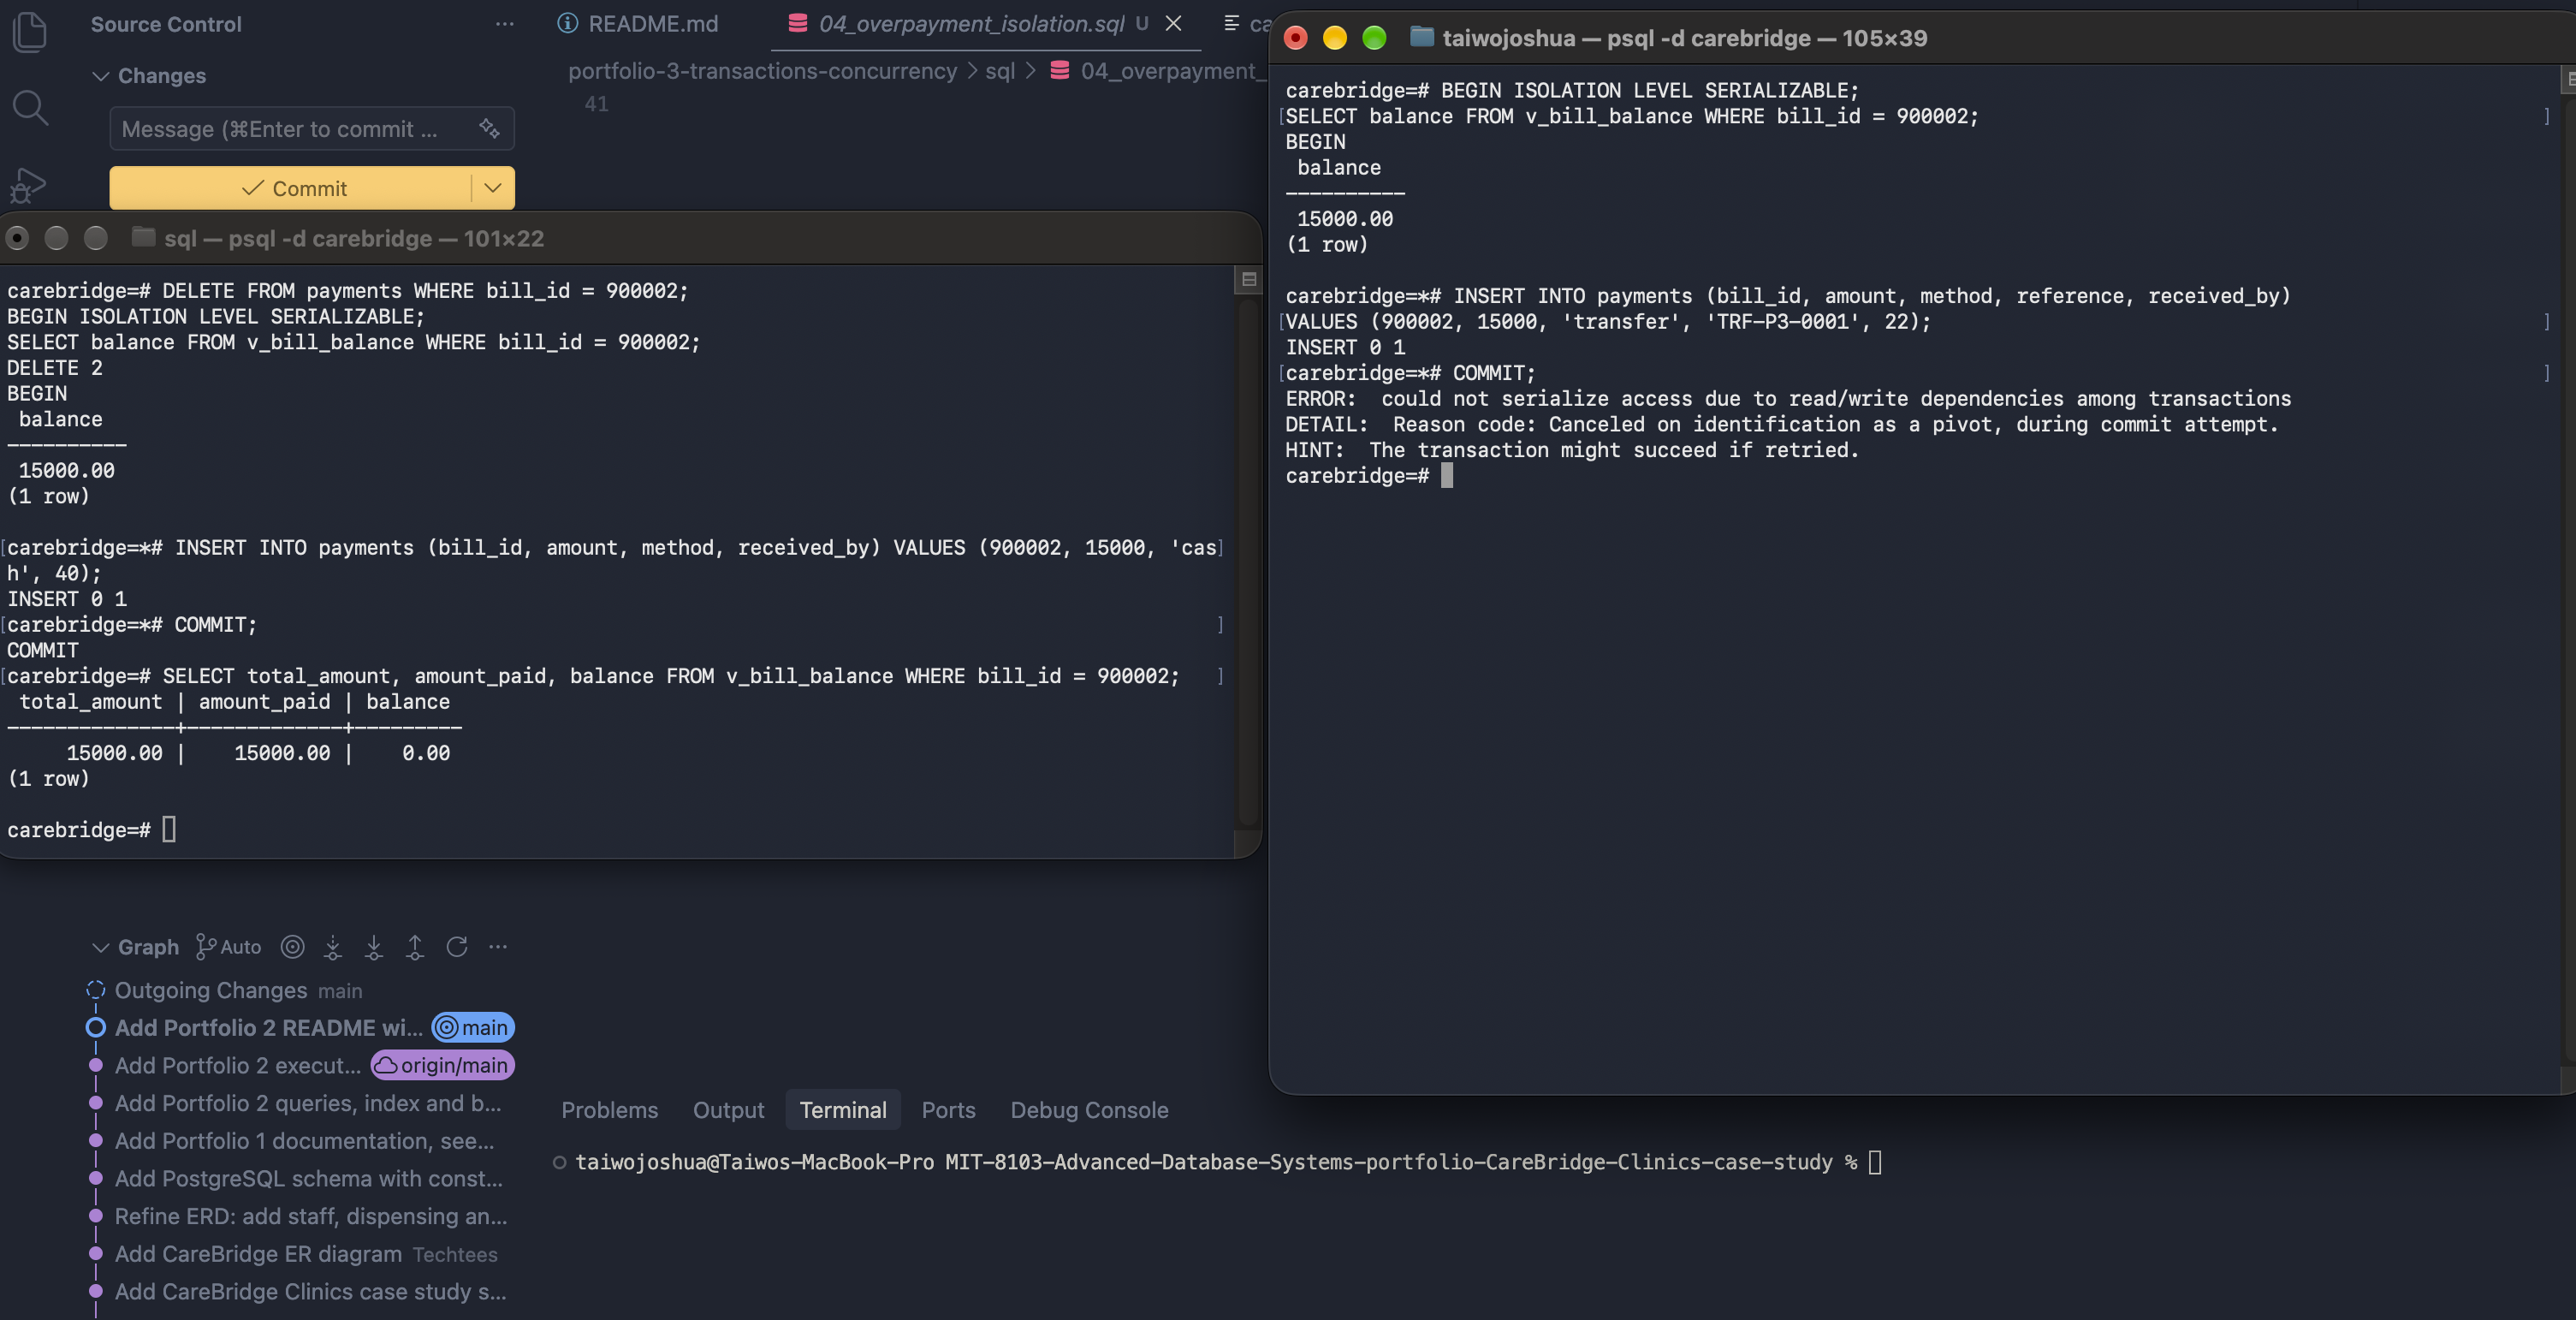 Source Control
···
Changes
Message (⌘Enter to commit ...
Commit
README.md
04_overpayment_isolation.sql U
ca
portfolio-3-transactions-concurrency > sql > 04_overpayment_
41
sql — psql -d carebridge — 101×22
carebridge=# DELETE FROM payments WHERE bill_id = 900002;
BEGIN ISOLATION LEVEL SERIALIZABLE;
SELECT balance FROM v_bill_balance WHERE bill_id = 900002;
DELETE 2
BEGIN
balance
----------
15000.00
(1 row)
[carebridge=*# INSERT INTO payments (bill_id, amount, method, received_by) VALUES (900002, 15000, 'cas]
h', 40);
INSERT 0 1
[carebridge=*# COMMIT; ]
COMMIT
[carebridge=# SELECT total_amount, amount_paid, balance FROM v_bill_balance WHERE bill_id = 900002; ]
total_amount | amount_paid | balance
--------------+-------------+---------
15000.00 | 15000.00 | 0.00
(1 row)
carebridge=#
taiwojoshua — psql -d carebridge — 105×39
carebridge=# BEGIN ISOLATION LEVEL SERIALIZABLE;
[SELECT balance FROM v_bill_balance WHERE bill_id = 900002; ]
BEGIN
balance
----------
15000.00
(1 row)
carebridge=*# INSERT INTO payments (bill_id, amount, method, reference, received_by)
[VALUES (900002, 15000, 'transfer', 'TRF-P3-0001', 22); ]
INSERT 0 1
[carebridge=*# COMMIT; ]
ERROR:  could not serialize access due to read/write dependencies among transactions
DETAIL:  Reason code: Canceled on identification as a pivot, during commit attempt.
HINT:  The transaction might succeed if retried.
carebridge=#
Graph Auto ···
Outgoing Changes main
Add Portfolio 2 README wi... main
Add Portfolio 2 execut... origin/main
Add Portfolio 2 queries, index and b...
Add Portfolio 1 documentation, see...
Add PostgreSQL schema with const...
Refine ERD: add staff, dispensing an...
Add CareBridge ER diagram Techtees
Add CareBridge Clinics case study s...
Problems Output Terminal Ports Debug Console
taiwojoshua@Taiwos-MacBook-Pro MIT-8103-Advanced-Database-Systems-portfolio-CareBridge-Clinics-case-study %